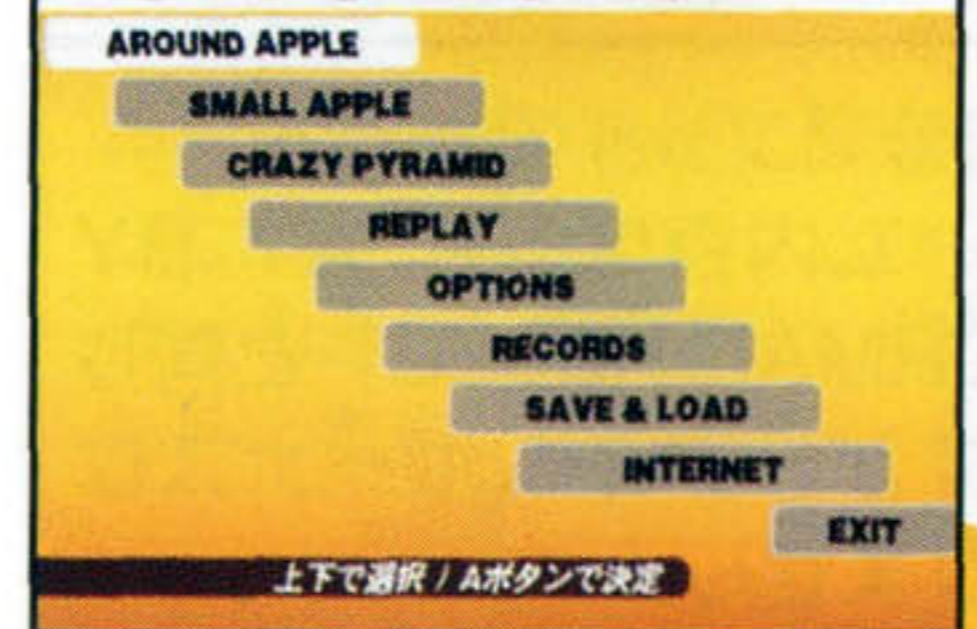 AROUND APPLE
SMALL APPLE
CRAZY PYRAMID
REPLAY
OPTIONS
RECORDS
SAVE & LOAD
INTERNET
EXIT
上下で選択 / Aボタンで決定